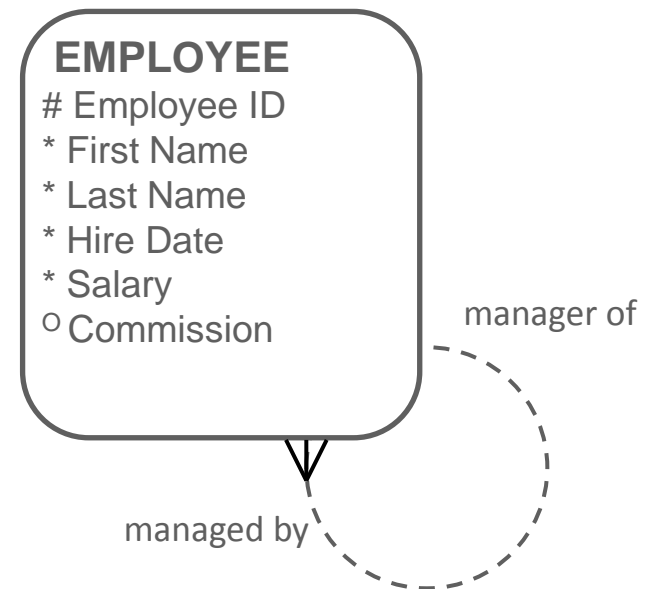 EMPLOYEE
# Employee ID
* First Name
* Last Name
* Hire Date
* Salary
O Commission
manager of
managed by